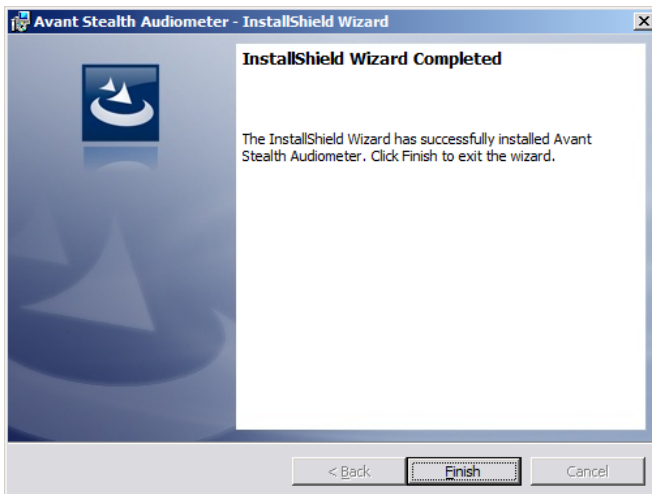 Avant Stealth Audiometer - InstallShield Wizard
InstallShield Wizard Completed
The InstallShield Wizard has successfully installed Avant
Stealth Audiometer. Click Finish to exit the wizard.
< Back
Finish
Cancel